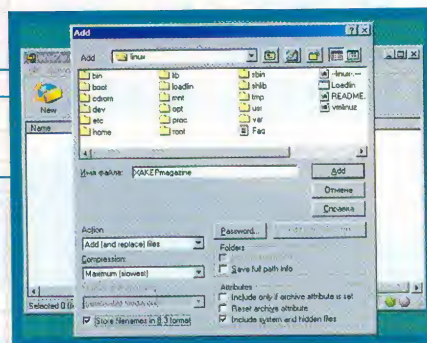 Add
Add linux
bin lib sbin ~linux~.~~
boot loadlin shlib Loadlin
cdrom mnt tmp README.
dev opt usr vmlinuz
etc proc var
home root Faq
New
Name
Имя файла: XAKEPmagazine Add
Отмена
Справка
Action: Password...
Add (and replace) files Folders
Compression:
Maximum (slowest) Save full path info
Attributes
Include only if archive attribute is set
Reset archive attribute
Store filenames in 8.3 format Include system and hidden files
Selected 0